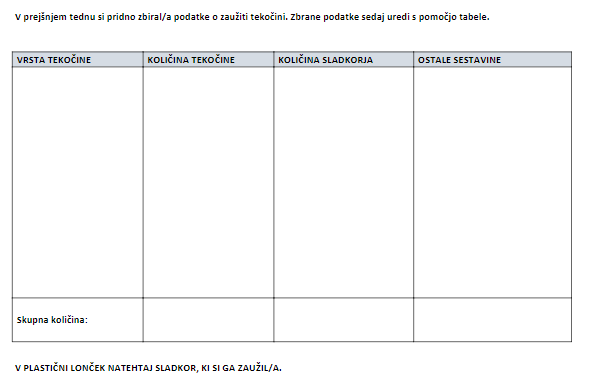 V prejšnjem tednu si pridno zbiral/a podatke o zaužiti tekočini. Zbrane podatke sedaj uredi s pomočjo tabele.
VRSTA TEKOČINE KOLIČINA TEKOČINE KOLIČINA SLADKORJA OSTALE SESTAVINE
Skupna količina:
V PLASTIČNI LONČEK NATEHTAJ SLADKOR, KI SI GA ZAUŽIL/A.